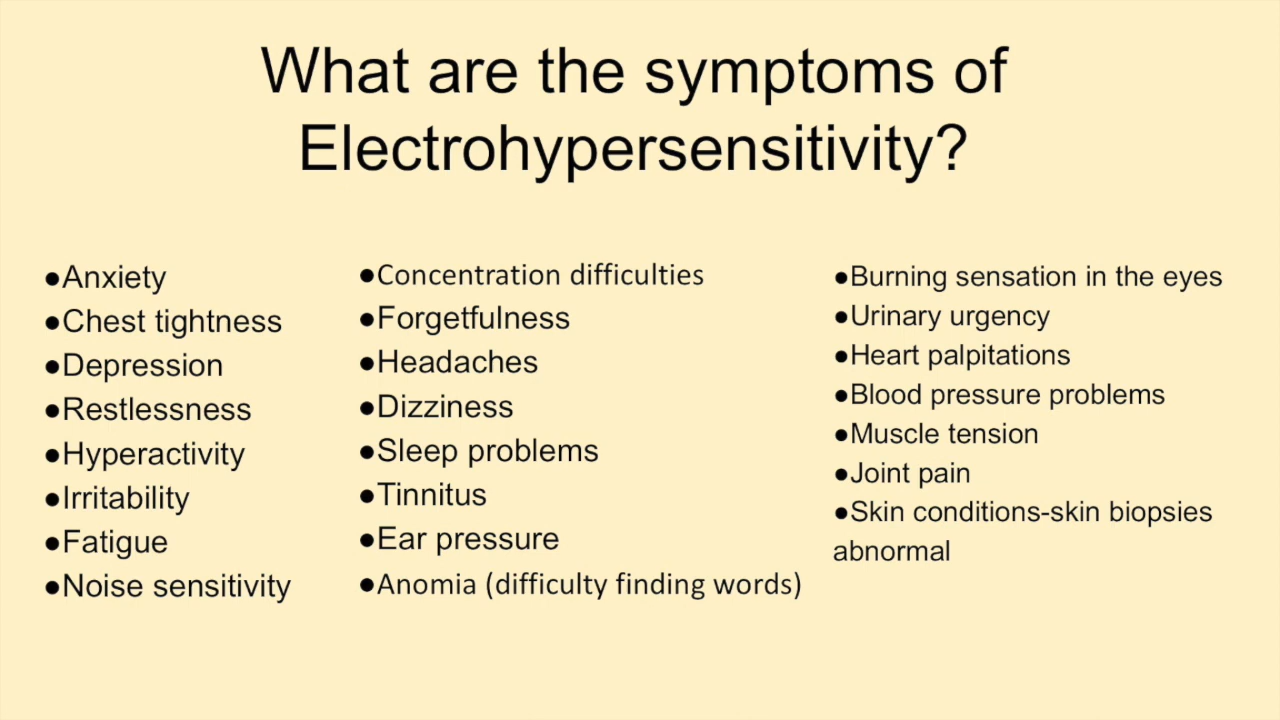 What are the symptoms of
Electrohypersensitivity?
●Anxiety
●Chest tightness
●Depression
●Restlessness
●Hyperactivity
●Irritability
●Fatigue
●Noise sensitivity
●Concentration difficulties
●Forgetfulness
●Headaches
●Dizziness
●Sleep problems
●Tinnitus
●Ear pressure
●Anomia (difficulty finding words)
●Burning sensation in the eyes
●Urinary urgency
●Heart palpitations
●Blood pressure problems
●Muscle tension
●Joint pain
●Skin conditions-skin biopsies
abnormal